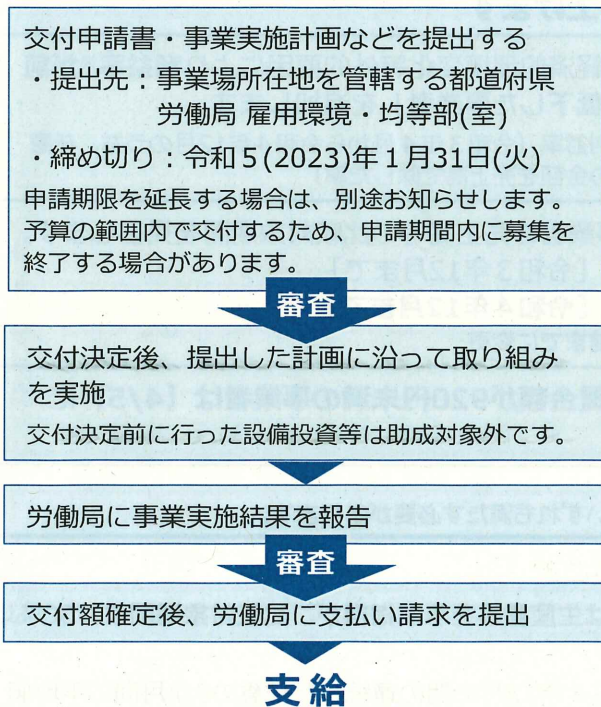 交付申請書・事業実施計画などを提出する
・提出先：事業場所在地を管轄する都道府県
労働局 雇用環境・均等部(室)
・締め切り：令和５(2023)年１月31日(火)
申請期限を延長する場合は、別途お知らせします。
予算の範囲内で交付するため、申請期間内に募集を
終了する場合があります。
審査
交付決定後、提出した計画に沿って取り組み
を実施
交付決定前に行った設備投資等は助成対象外です。
労働局に事業実施結果を報告
審査
交付額確定後、労働局に支払い請求を提出
支給